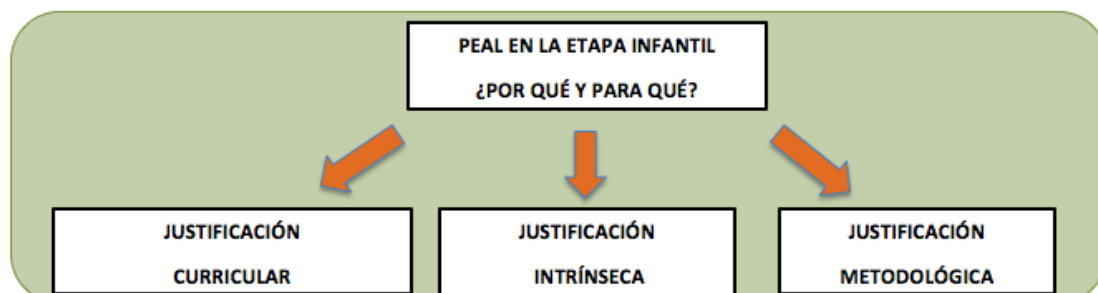 PEAL EN LA ETAPA INFANTIL
¿POR QUÉ Y PARA QUÉ?
JUSTIFICACIÓN
CURRICULAR
JUSTIFICACIÓN
INTRÍNSECA
JUSTIFICACIÓN
METODOLÓGICA